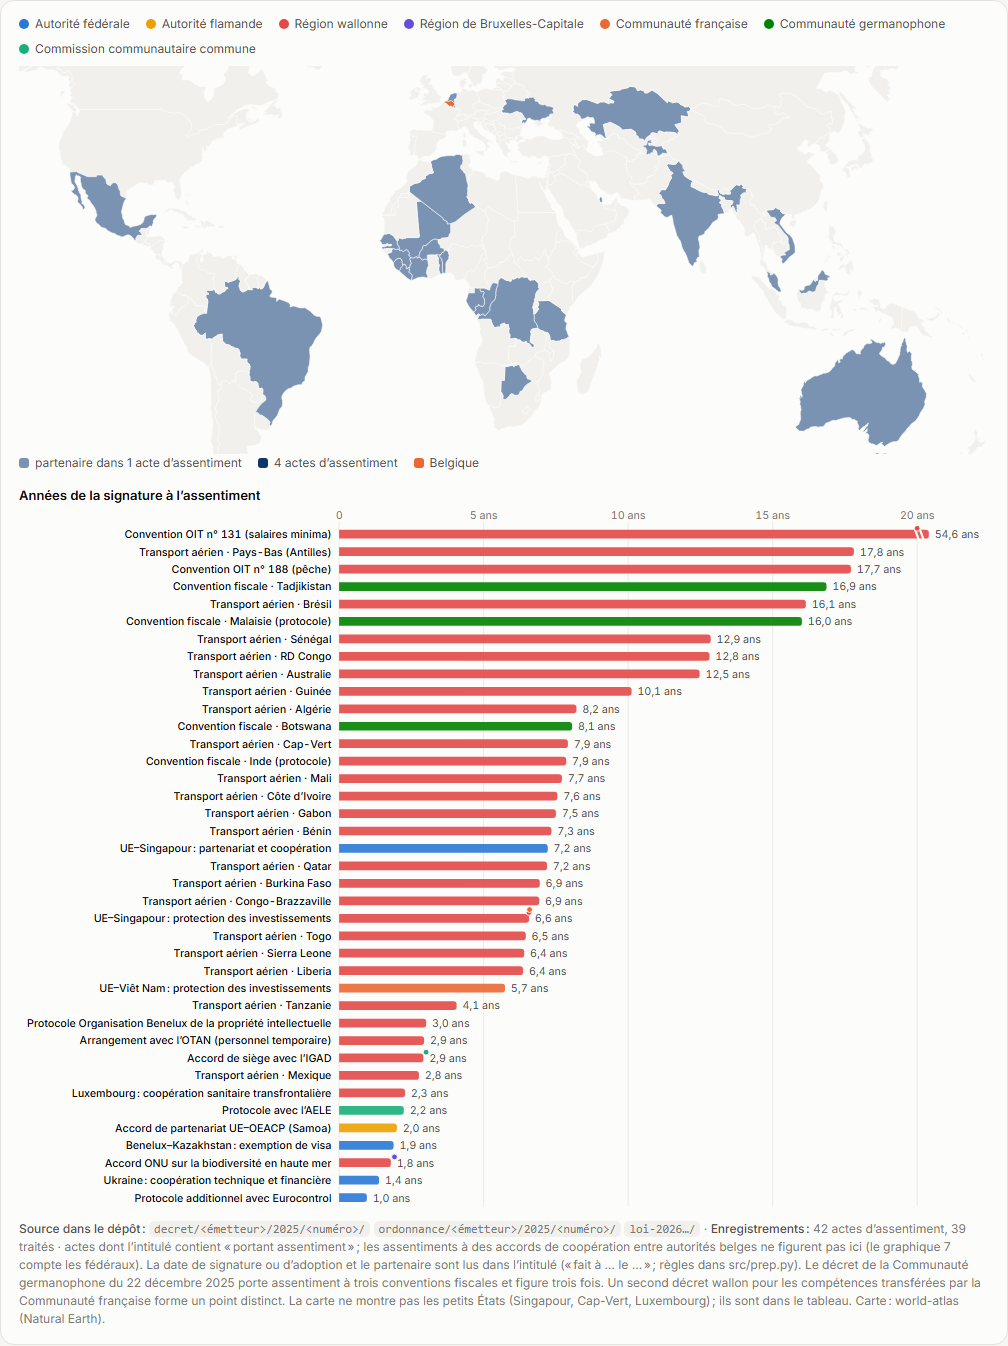 Autorité fédérale Autorité flamande Région wallonne Région de Bruxelles-Capitale Communauté française Communauté germanophone
Commission communautaire commune
partenaire dans 1 acte d’assentiment 4 actes d’assentiment Belgique
Années de la signature à l’assentiment
0 5 ans 10 ans 15 ans 20 ans
Convention OIT n° 131 (salaires minima) 54,6 ans
Transport aérien · Pays-Bas (Antilles) 17,8 ans
Convention OIT n° 188 (pêche) 17,7 ans
Convention fiscale · Tadjikistan 16,9 ans
Transport aérien · Brésil 16,1 ans
Convention fiscale · Malaisie (protocole) 16,0 ans
Transport aérien · Sénégal 12,9 ans
Transport aérien · RD Congo 12,8 ans
Transport aérien · Australie 12,5 ans
Transport aérien · Guinée 10,1 ans
Transport aérien · Algérie 8,2 ans
Convention fiscale · Botswana 8,1 ans
Transport aérien · Cap-Vert 7,9 ans
Convention fiscale · Inde (protocole) 7,9 ans
Transport aérien · Mali 7,7 ans
Transport aérien · Côte d’Ivoire 7,6 ans
Transport aérien · Gabon 7,5 ans
Transport aérien · Bénin 7,3 ans
UE–Singapour : partenariat et coopération 7,2 ans
Transport aérien · Qatar 7,2 ans
Transport aérien · Burkina Faso 6,9 ans
Transport aérien · Congo-Brazzaville 6,9 ans
UE–Singapour : protection des investissements 6,6 ans
Transport aérien · Togo 6,5 ans
Transport aérien · Sierra Leone 6,4 ans
Transport aérien · Liberia 6,4 ans
UE–Viêt Nam : protection des investissements 5,7 ans
Transport aérien · Tanzanie 4,1 ans
Protocole Organisation Benelux de la propriété intellectuelle 3,0 ans
Arrangement avec l’OTAN (personnel temporaire) 2,9 ans
Accord de siège avec l’IGAD 2,9 ans
Transport aérien · Mexique 2,8 ans
Luxembourg : coopération sanitaire transfrontalière 2,3 ans
Protocole avec l’AELE 2,2 ans
Accord de partenariat UE–OEACP (Samoa) 2,0 ans
Benelux–Kazakhstan : exemption de visa 1,9 ans
Accord ONU sur la biodiversité en haute mer 1,8 ans
Ukraine : coopération technique et financière 1,4 ans
Protocole additionnel avec Eurocontrol 1,0 ans
Source dans le dépôt : decret/<émetteur>/2025/<numéro>/ ordonnance/<émetteur>/2025/<numéro>/ loi-2026…/ · Enregistrements : 42 actes d’assentiment, 39
traités · actes dont l’intitulé contient « portant assentiment » ; les assentiments à des accords de coopération entre autorités belges ne figurent pas ici (le graphique 7
compte les fédéraux). La date de signature ou d’adoption et le partenaire sont lus dans l’intitulé (« fait à … le … » ; règles dans src/prep.py). Le décret de la Communauté
germanophone du 22 décembre 2025 porte assentiment à trois conventions fiscales et figure trois fois. Un second décret wallon pour les compétences transférées par la
Communauté française forme un point distinct. La carte ne montre pas les petits États (Singapour, Cap-Vert, Luxembourg) ; ils sont dans le tableau. Carte : world-atlas
(Natural Earth).